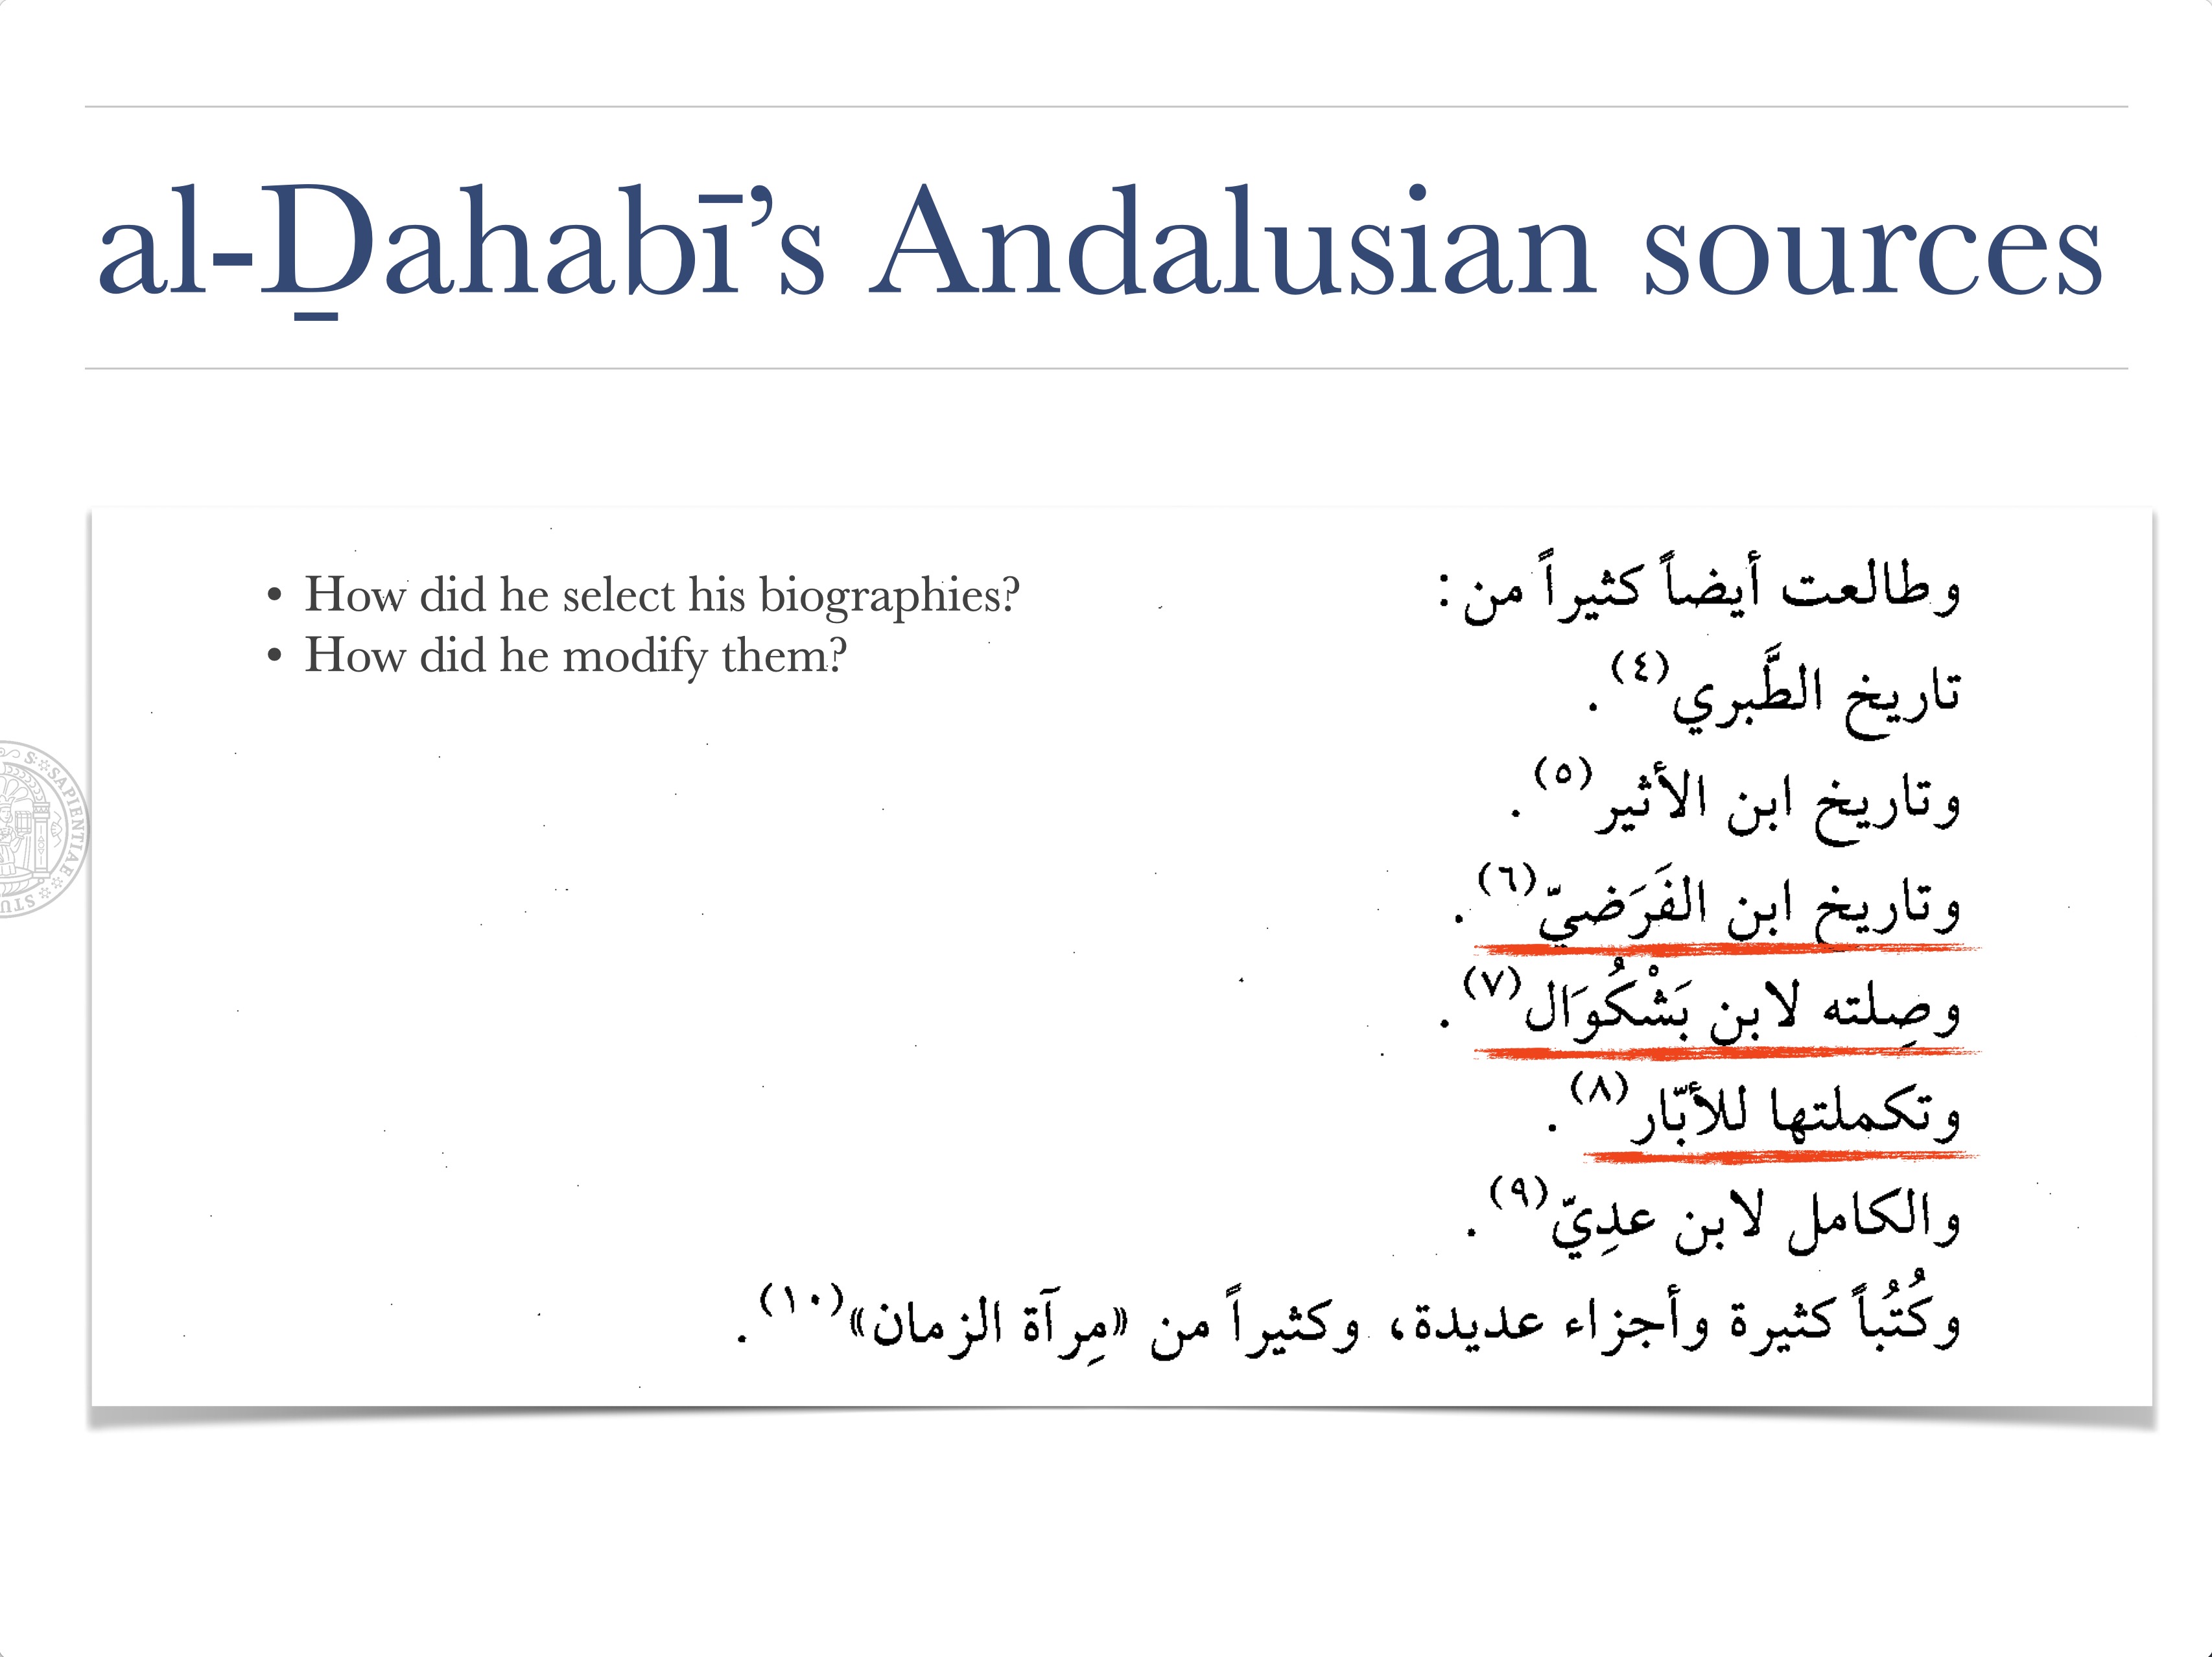 al-Ḏahabī’s Andalusian sources
• How did he select his biographies?
• How did he modify them?
وطالعت أيضاً كثيراً من :
تاريخ الطَّبري(٤) .
وتاريخ ابن الأثير(٥) .
وتاريخ ابن الفَرَضيّ(٦) .
وصِلته لابن بَشْكُوَال(٧) .
وتكملتها للأبّار(٨) .
والكامل لابن عدِيّ(٩) .
وكُتُباً كثيرة وأجزاء عديدة، وكثيراً من «مِرآة الزمان»(١٠) .
S SAPIENTIAE STU